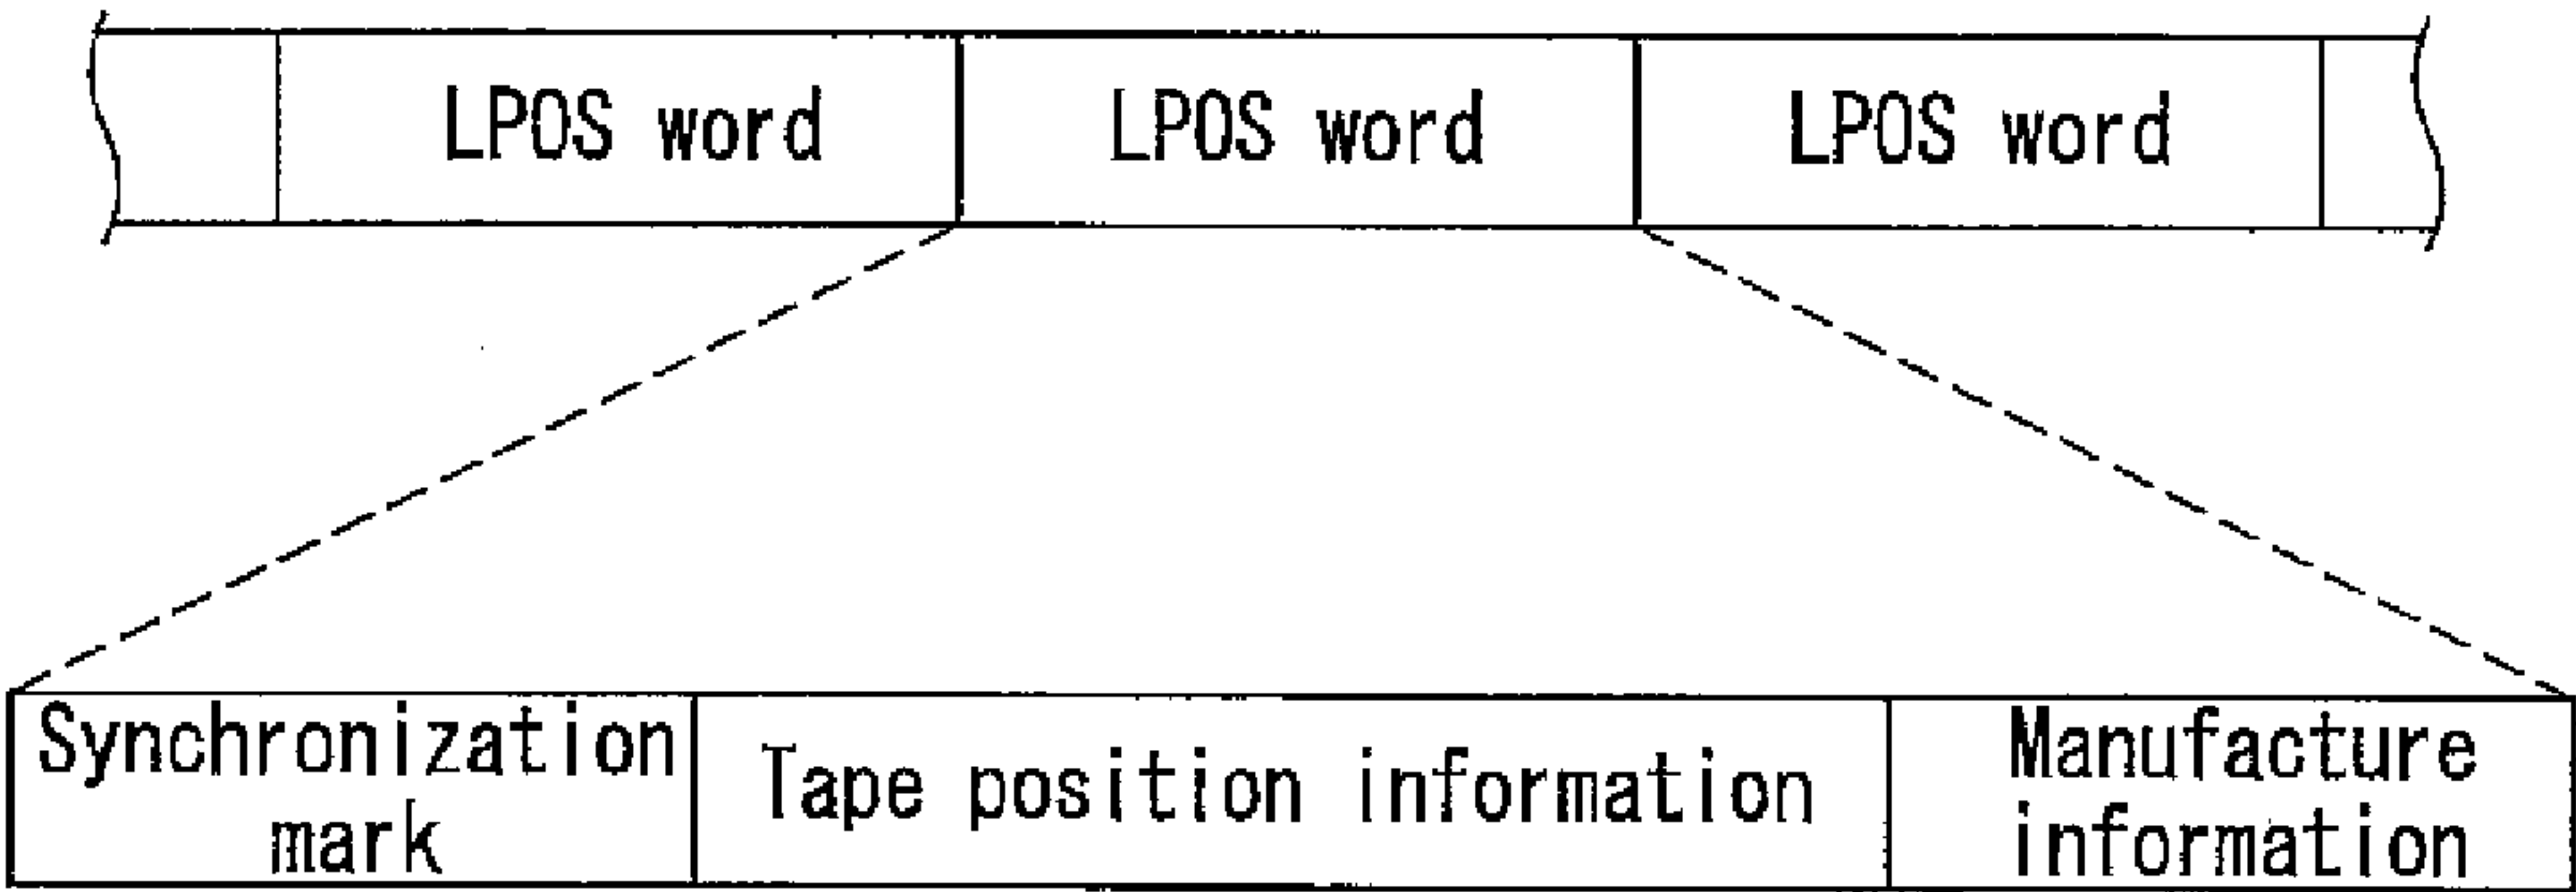 LPOS word LPOS word LPOS word
Synchronization mark
Tape position information
Manufacture information